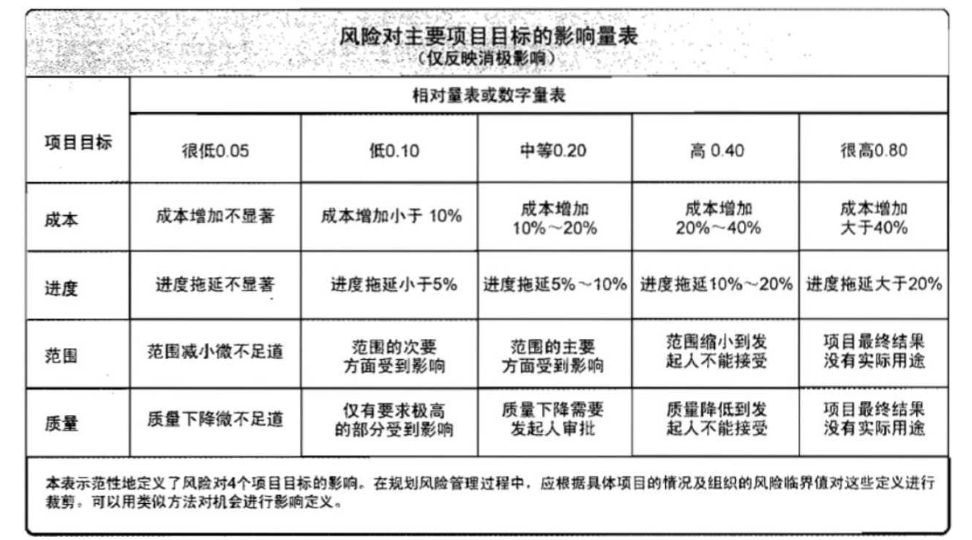 风险对主要项目目标的影响量表
（仅反映消极影响）
项目目标
相对量表或数字量表
很低0.05
低0.10
中等0.20
高 0.40
很高0.80
成本
成本增加不显著
成本增加小于 10%
成本增加
10%～20%
成本增加
20%～40%
成本增加
大于40%
进度
进度拖延不显著
进度拖延小于5%
进度拖延5%～10%
进度拖延10%～20%
进度拖延大于20%
范围
范围减小微不足道
范围的次要
方面受到影响
范围的主要
方面受到影响
范围缩小到发
起人不能接受
项目最终结果
没有实际用途
质量
质量下降微不足道
仅有要求极高
的部分受到影响
质量下降需要
发起人审批
质量降低到发
起人不能接受
项目最终结果
没有实际用途
本表示范性地定义了风险对4个项目目标的影响。在规划风险管理过程中，应根据具体项目的情况及组织的风险临界值对这些定义进行
裁剪。可以用类似方法对机会进行影响定义。